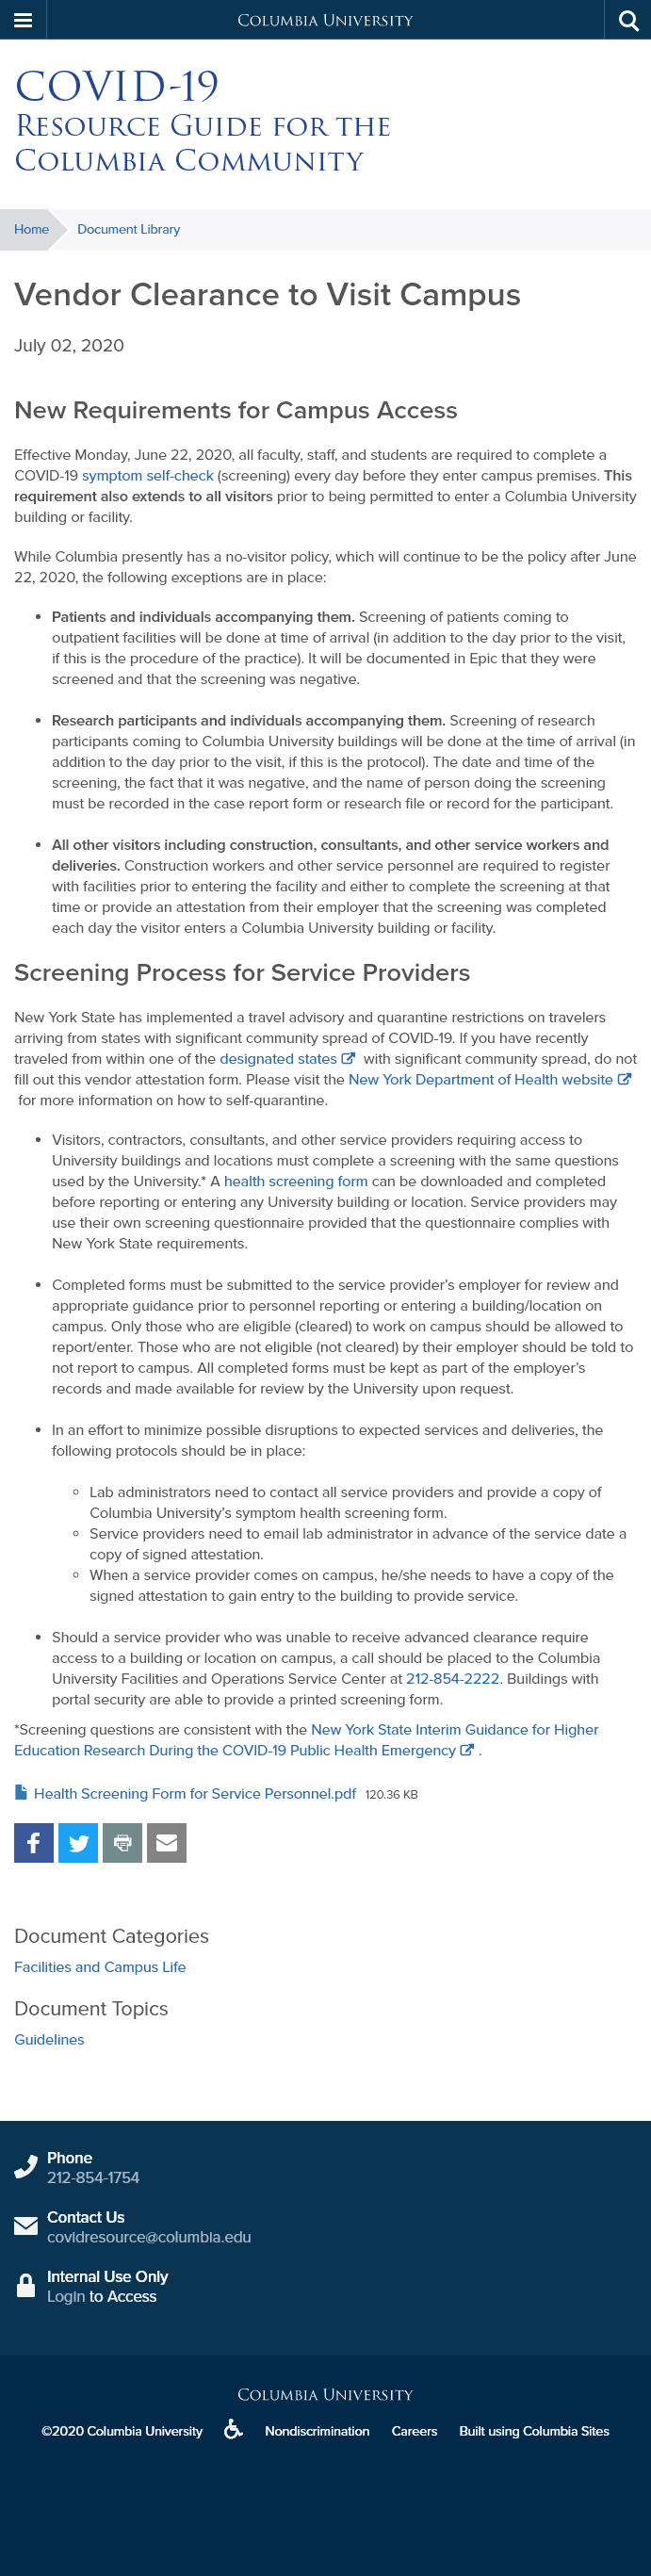 Columbia University
COVID-19
Resource Guide for the
Columbia Community
Home Document Library
Vendor Clearance to Visit Campus
July 02, 2020
New Requirements for Campus Access
Effective Monday, June 22, 2020, all faculty, staff, and students are required to complete a
COVID-19 symptom self-check (screening) every day before they enter campus premises. This
requirement also extends to all visitors prior to being permitted to enter a Columbia University
building or facility.
While Columbia presently has a no-visitor policy, which will continue to be the policy after June
22, 2020, the following exceptions are in place:
• Patients and individuals accompanying them. Screening of patients coming to
outpatient facilities will be done at time of arrival (in addition to the day prior to the visit,
if this is the procedure of the practice). It will be documented in Epic that they were
screened and that the screening was negative.
• Research participants and individuals accompanying them. Screening of research
participants coming to Columbia University buildings will be done at the time of arrival (in
addition to the day prior to the visit, if this is the protocol). The date and time of the
screening, the fact that it was negative, and the name of person doing the screening
must be recorded in the case report form or research file or record for the participant.
• All other visitors including construction, consultants, and other service workers and
deliveries. Construction workers and other service personnel are required to register
with facilities prior to entering the facility and either to complete the screening at that
time or provide an attestation from their employer that the screening was completed
each day the visitor enters a Columbia University building or facility.
Screening Process for Service Providers
New York State has implemented a travel advisory and quarantine restrictions on travelers
arriving from states with significant community spread of COVID-19. If you have recently
traveled from within one of the designated states with significant community spread, do not
fill out this vendor attestation form. Please visit the New York Department of Health website
for more information on how to self-quarantine.
• Visitors, contractors, consultants, and other service providers requiring access to
University buildings and locations must complete a screening with the same questions
used by the University.* A health screening form can be downloaded and completed
before reporting or entering any University building or location. Service providers may
use their own screening questionnaire provided that the questionnaire complies with
New York State requirements.
• Completed forms must be submitted to the service provider's employer for review and
appropriate guidance prior to personnel reporting or entering a building/location on
campus. Only those who are eligible (cleared) to work on campus should be allowed to
report/enter. Those who are not eligible (not cleared) by their employer should be told to
not report to campus. All completed forms must be kept as part of the employer's
records and made available for review by the University upon request.
• In an effort to minimize possible disruptions to expected services and deliveries, the
following protocols should be in place:
◦ Lab administrators need to contact all service providers and provide a copy of
Columbia University's symptom health screening form.
◦ Service providers need to email lab administrator in advance of the service date a
copy of signed attestation.
◦ When a service provider comes on campus, he/she needs to have a copy of the
signed attestation to gain entry to the building to provide service.
• Should a service provider who was unable to receive advanced clearance require
access to a building or location on campus, a call should be placed to the Columbia
University Facilities and Operations Service Center at 212-854-2222. Buildings with
portal security are able to provide a printed screening form.
*Screening questions are consistent with the New York State Interim Guidance for Higher
Education Research During the COVID-19 Public Health Emergency .
Health Screening Form for Service Personnel.pdf 120.36 KB
Document Categories
Facilities and Campus Life
Document Topics
Guidelines
Phone
212-854-1754
Contact Us
covidresource@columbia.edu
Internal Use Only
Login to Access
Columbia University
©2020 Columbia University Nondiscrimination Careers Built using Columbia Sites